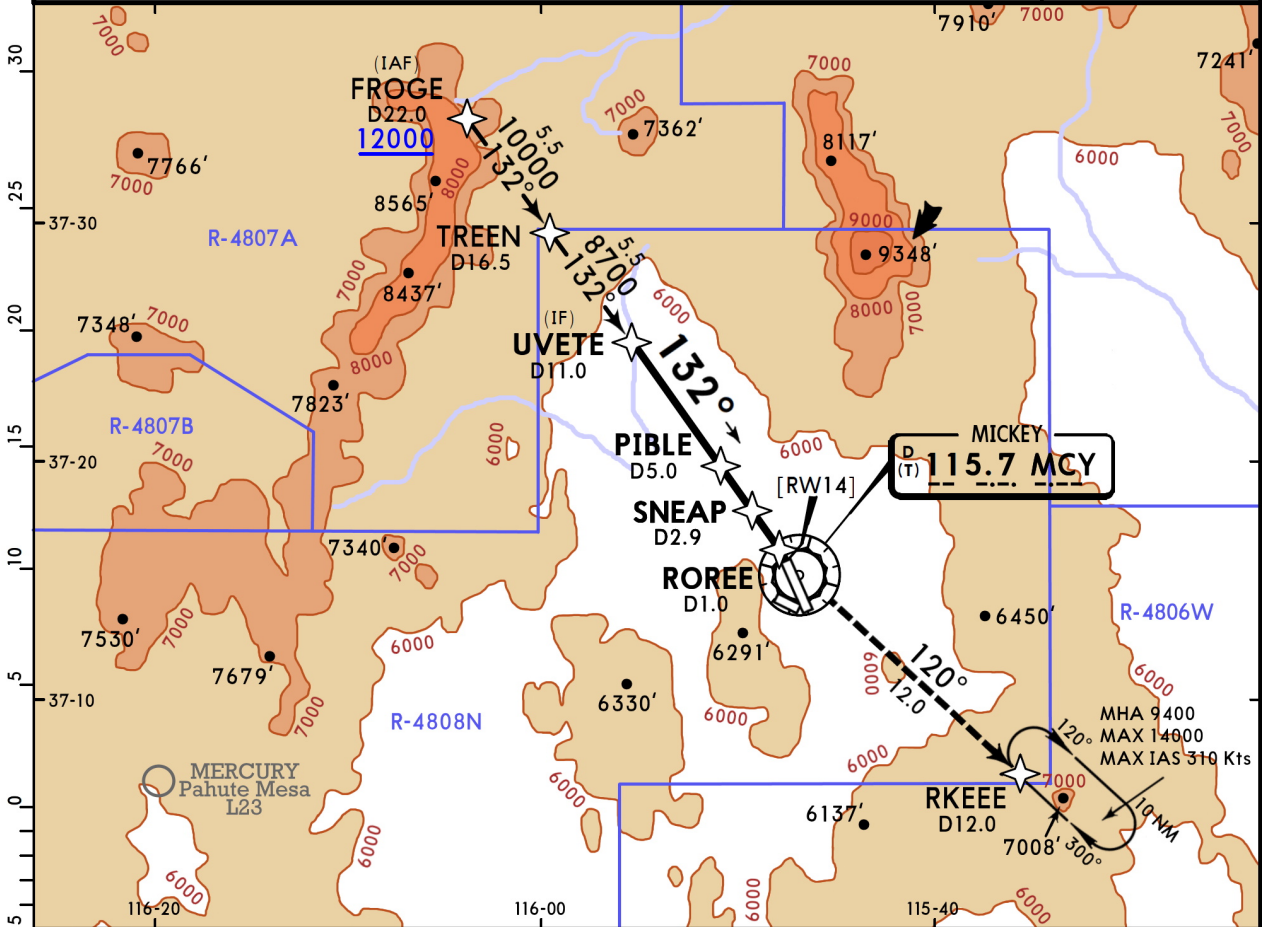 7000
7910′
7000
30
7241′
(IAF)
FROGE
D22.0
12000
7000
7000
7362′
5.5
10000
132°
8117′
7766′
7000
6000
7000
8000
8565′
25
37-30
R-4807A
TREEN
D16.5
9000
9348′
5.5
8700
132°
7000
8437′
6000
8000
7000
7348′
7000
20
(IF)
UVETE
D11.0
132°
8000
7823′
R-4807B
6000
15
37-20
7000
PIBLE
D5.0
6000
MICKEY
D
(T)
115.7 MCY
[RW14]
SNEAP
D2.9
7340′
7000
10
ROREE
D1.0
7530′
7000
7679′
6000
6291′
6450′
R-4806W
6000
120°
12.0
6000
5
37-10
7000
R-4808N
6330′
6000
MHA 9400
MAX 14000
MAX IAS 310 Kts
120°
6000
MERCURY
Pahute Mesa
L23
6000
7000
RKEEE
D12.0
10 NM
0
6137′
7008′
300°
6000
6000
6000
6000
5
116-20
116-00
115-40